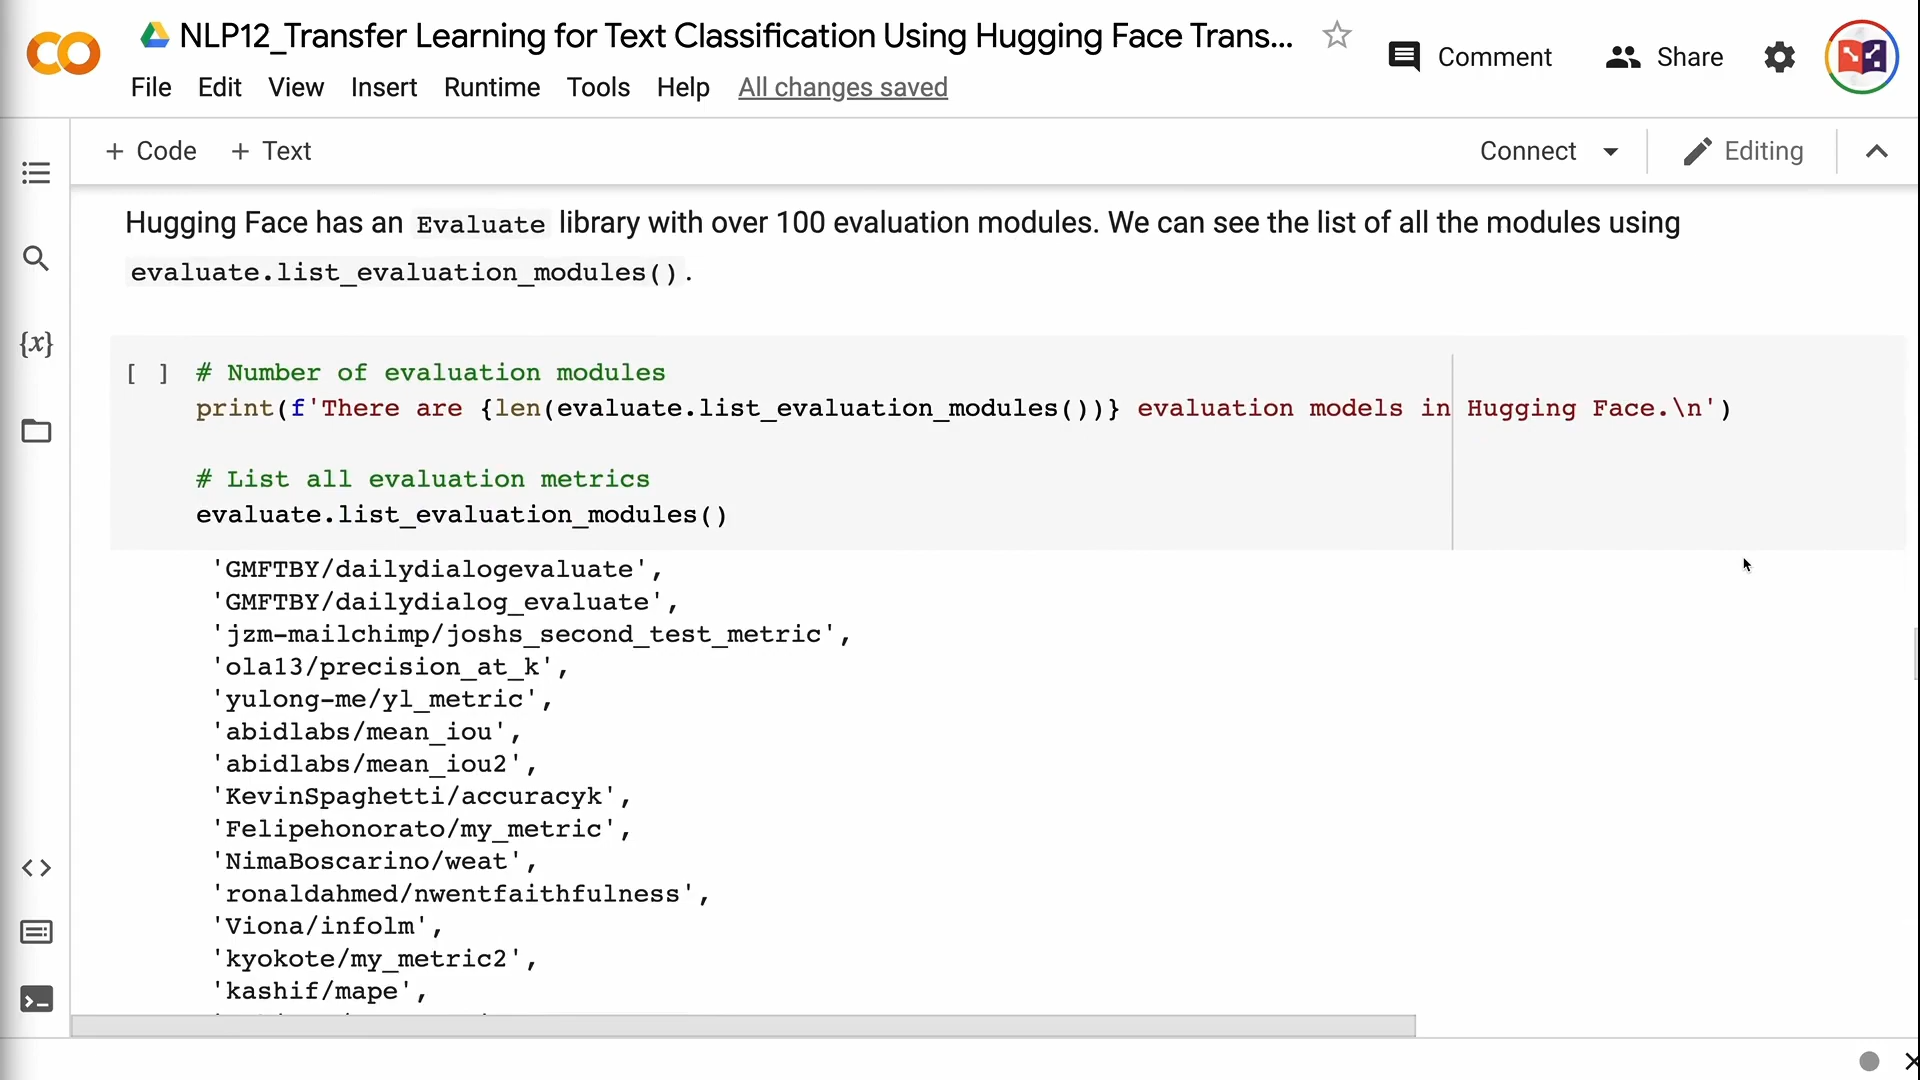 NLP12_Transfer Learning for Text Classification Using Hugging Face Trans...
Comment
Share
File Edit View Insert Runtime Tools Help All changes saved
+ Code + Text
Connect
Editing
Hugging Face has an Evaluate library with over 100 evaluation modules. We can see the list of all the modules using
evaluate.list_evaluation_modules().
[ ] # Number of evaluation modules
print(f'There are {len(evaluate.list_evaluation_modules())} evaluation models in Hugging Face.\n')
# List all evaluation metrics
evaluate.list_evaluation_modules()
'GMFTBY/dailydialogevaluate',
'GMFTBY/dailydialog_evaluate',
'jzm-mailchimp/joshs_second_test_metric',
'ola13/precision_at_k',
'yulong-me/yl_metric',
'abidlabs/mean_iou',
'abidlabs/mean_iou2',
'KevinSpaghetti/accuracyk',
'Felipehonorato/my_metric',
'NimaBoscarino/weat',
'ronaldahmed/nwentfaithfulness',
'Viona/infolm',
'kyokote/my_metric2',
'kashif/mape',